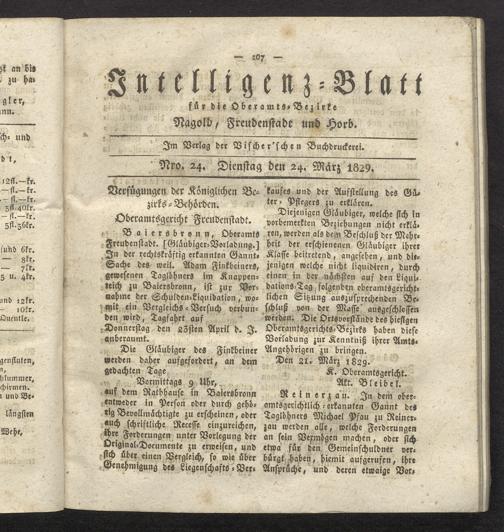 — 107 —
Intelligenz-Blatt
für die Oberamts-Bezirke
Nagold, Freudenstadt und Horb.
Im Verlag der Vischer'schen Buchdruckerei.
Nro. 24. Dienstag den 24. März 1829.
Verfügungen der Königlichen Be-
zirks-Behörden.
Oberamtsgericht Freudenstadt.
Baiersbronn, Oberamts
Freudenstadt. [Gläubiger-Vorladung.]
In der rechtskräftig erkannten Gannt-
Sache des weil. Adam Finkbeiners,
gewesenen Taglöhners im Knappen-
teich zu Baiersbronn, ist zur Vor-
nahme der Schulden-Liquidation, wo-
mit ein Vergleichs-Versuch verbun-
den wird, Tagfahrt auf
Donnerstag den 23sten April d. J.
anberaumt.
Die Gläubiger des Finkbeiner
werden daher aufgefordert, an dem
gedachten Tage
Vormittags 9 Uhr,
auf dem Rathhause in Baiersbronn
entweder in Person oder durch gehö-
rig Bevollmächtigte zu erscheinen, oder
auch schriftliche Recesse einzureichen,
ihre Forderungen unter Vorlegung der
Original-Documente zu erweisen, und
sich über einen Vergleich, so wie über
Genehmigung des Liegenschafts-Ver-
kaufes und der Aufstellung des Gü-
ter-Pflegers zu erklären.
Diejenigen Gläubiger, welche sich in
vorbemerkten Beziehungen nicht erklä-
ren, werden als dem Beschluß der Mehr-
heit der erschienenen Gläubiger ihrer
Klasse beitretend, angesehen, und die-
jenigen welche nicht liquidiren, durch
einen in der nächsten auf den Liqui-
dations-Tag folgenden oberamtsgericht-
lichen Sitzung auszusprechenden Be-
schluß von der Masse ausgeschlossen
werden. Die Ortsvorstände des hiesigen
Oberamtsgerichts-Bezirks haben diese
Vorladung zur Kenntniß ihrer Amts-
Angehörigen zu bringen.
Den 21. März 1829.
K. Oberamtsgericht.
Akt. Bleibel.
Reinerzau. In dem ober-
amtsgerichtlich erkannten Gannt des
Taglöhners Michael Pfau zu Reiner-
zau werden alle, welche Forderungen
an sein Vermögen machen, oder sich
etwa für den Gemeinschuldner ver-
bürgt haben, hiemit aufgerufen, ihre
Ansprüche, und deren etwaige Vor-